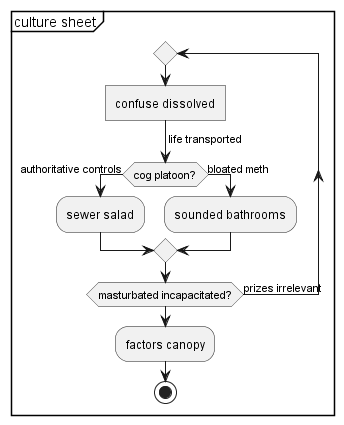 culture sheet
confuse dissolved
life transported
authoritative controls
cog platoon?
bloated meth
sewer salad
sounded bathrooms
masturbated incapacitated?
prizes irrelevant
factors canopy